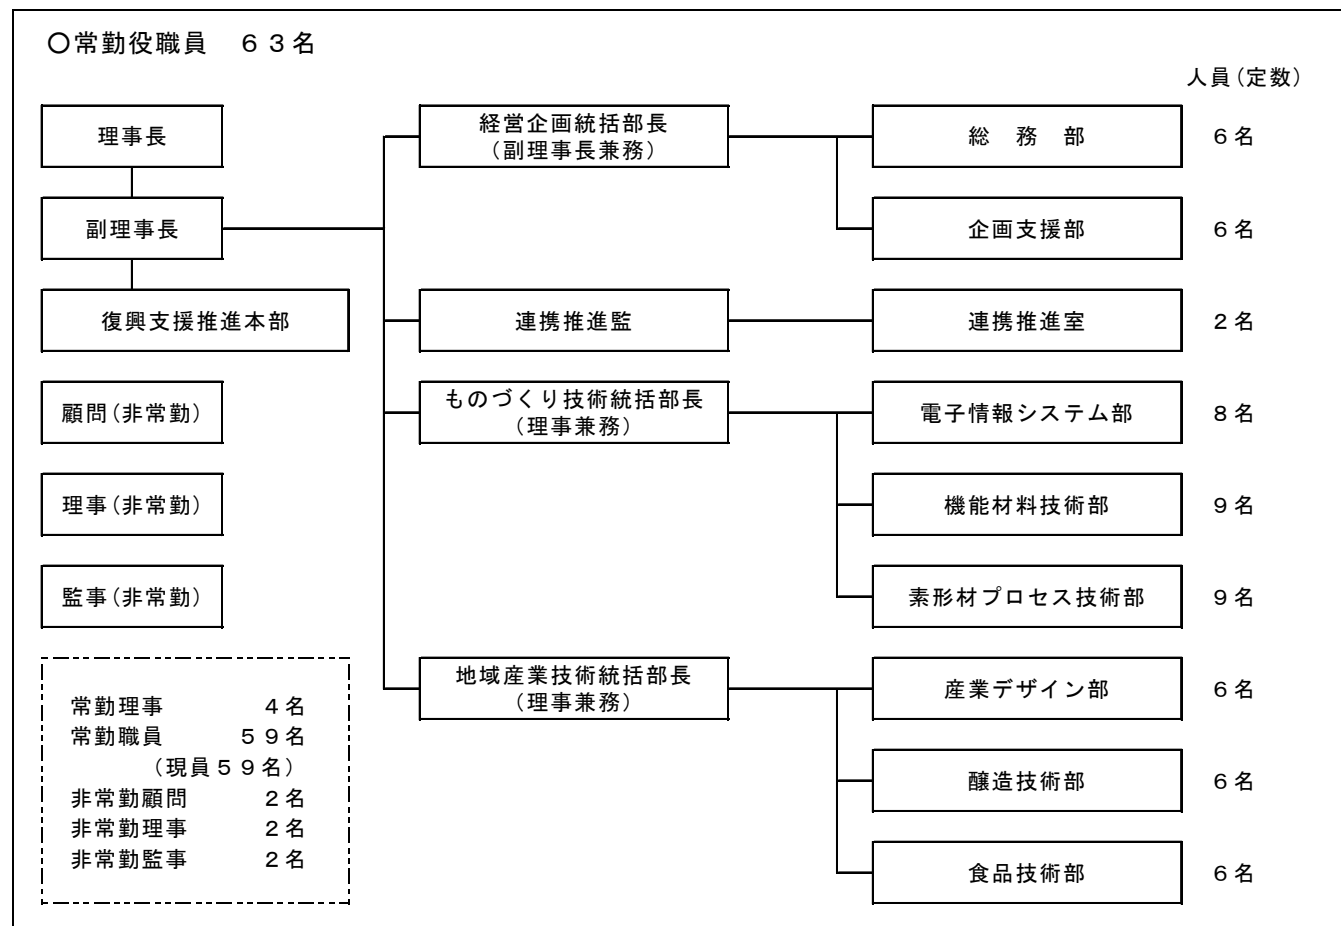 ○常勤役職員　６３名
人員（定数）
理事長
経営企画統括部長
（副理事長兼務）
総　務　部
６名
副理事長
企画支援部
６名
復興支援推進本部
連携推進監
連携推進室
２名
顧問（非常勤）
ものづくり技術統括部長
（理事兼務）
電子情報システム部
８名
理事（非常勤）
機能材料技術部
９名
監事（非常勤）
素形材プロセス技術部
９名
地域産業技術統括部長
（理事兼務）
産業デザイン部
６名
醸造技術部
６名
食品技術部
６名
常勤理事　４名
常勤職員　５９名
（現員５９名）
非常勤顧問　２名
非常勤理事　２名
非常勤監事　２名